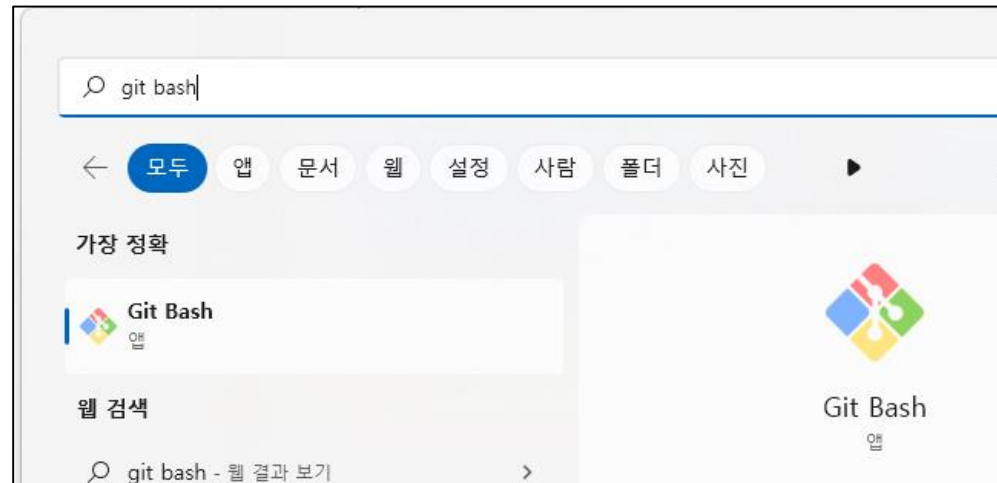 git bash
모두 앱 문서 웹 설정 사람 폴더 사진
가장 정확
Git Bash
앱
웹 검색
git bash - 웹 결과 보기
Git Bash
앱